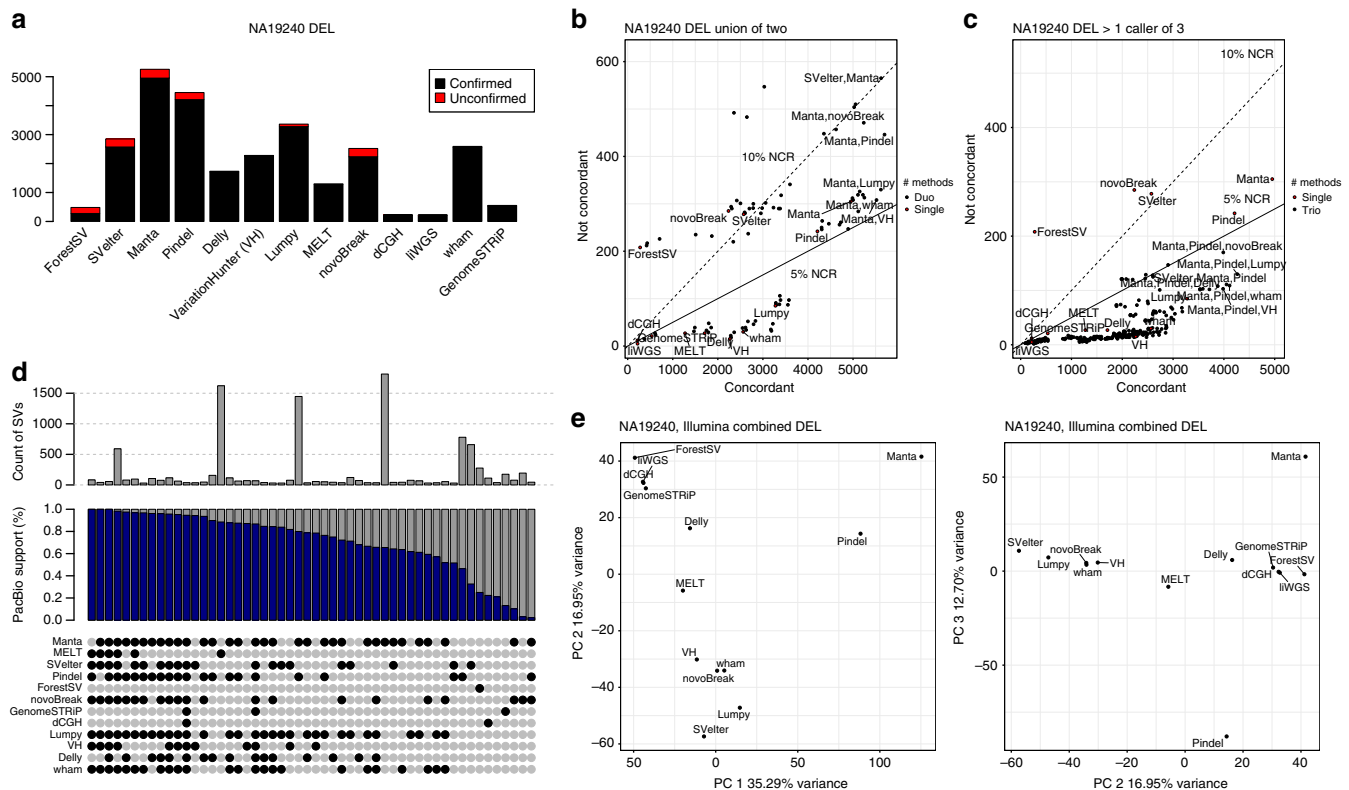 a
NA19240 DEL
5000
3000
1000
0
Confirmed
Unconfirmed
ForestSV
SVelter
Manta
Pindel
Delly
VariationHunter (VH)
Lumpy
MELT
novoBreak
dCGH
liWGS
wham
GenomeSTRiP
b
NA19240 DEL union of two
Not concordant
600
400
200
0
SVelter,Manta
Manta,novoBreak
Manta,Pindel
10% NCR
Manta,Lumpy
Manta,wham
Manta
Manta,VH
novoBreak
SVelter
Pindel
ForestSV
5% NCR
Lumpy
dCGH
GenomeSTRiP
wham
Delly
liWGS
MELT
VH
0 1000 2000 3000 4000 5000
Concordant
# methods
Duo
Single
c
NA19240 DEL > 1 caller of 3
Not concordant
400
200
0
10% NCR
novoBreak
Manta
SVelter
5% NCR
Pindel
ForestSV
Manta,Pindel,novoBreak
Manta,Pindel,Lumpy
SVelter,Manta,Pindel
Manta,Pindel,Delly
Lumpy
Manta,Pindel,wham
Manta,Pindel,VH
dCGH
MELT
GenomeSTRiP
Delly
wham
liWGS
VH
0 1000 2000 3000 4000 5000
Concordant
# methods
Single
Trio
d
Count of SVs
1500
1000
500
0
PacBio support (%)
1.0
0.8
0.6
0.4
0.2
0.0
Manta
MELT
SVelter
Pindel
ForestSV
novoBreak
GenomeSTRiP
dCGH
Lumpy
VH
Delly
wham
e
NA19240, Illumina combined DEL
PC 2 16.95% variance
40
20
0
−20
−40
−60
ForestSV
liWGS
dCGH
GenomeSTRiP
Manta
Delly
Pindel
MELT
VH
wham
novoBreak
Lumpy
SVelter
50 0 50 100
PC 1 35.29% variance
NA19240, Illumina combined DEL
PC 3 12.70% variance
50
0
−50
Manta
SVelter
novoBreak
Lumpy
wham
VH
MELT
Delly
GenomeSTRiP
ForestSV
dCGH
liWGS
Pindel
−60 −40 −20 0 20 40
PC 2 16.95% variance